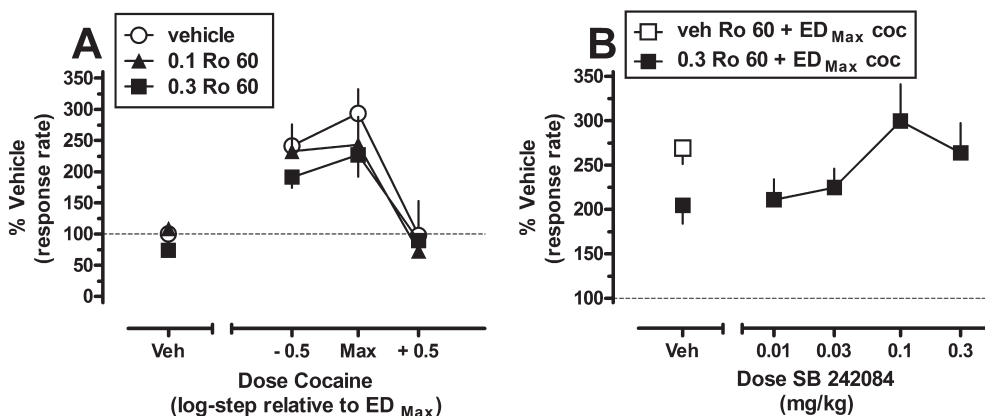 A
vehicle
0.1 Ro 60
0.3 Ro 60
% Vehicle
(response rate)
350
300
250
200
150
100
50
0
Veh
- 0.5
Max
+ 0.5
Dose Cocaine
(log-step relative to ED Max)
B
veh Ro 60 + ED Max coc
0.3 Ro 60 + ED Max coc
% Vehicle
(response rate)
350
300
250
200
150
100
Veh
0.01
0.03
0.1
0.3
Dose SB 242084
(mg/kg)